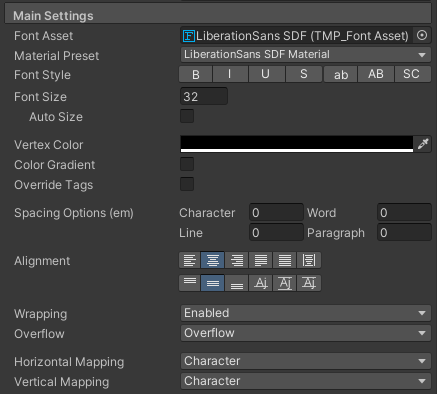 Main Settings
Font Asset LiberationSans SDF (TMP_Font Asset)
Material Preset LiberationSans SDF Material
Font Style B I U S ab AB SC
Font Size 32
Auto Size
Vertex Color
Color Gradient
Override Tags
Spacing Options (em) Character 0 Word 0
Line 0 Paragraph 0
Alignment
Wrapping Enabled
Overflow Overflow
Horizontal Mapping Character
Vertical Mapping Character